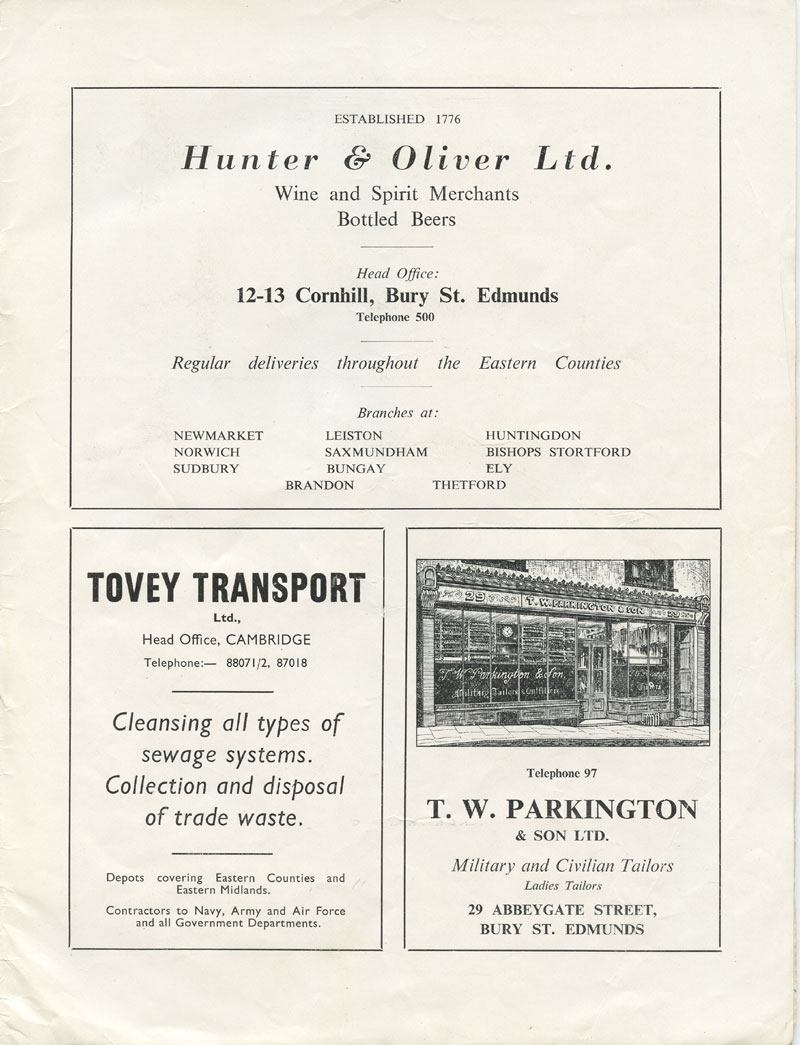 ESTABLISHED 1776
Hunter & Oliver Ltd.
Wine and Spirit Merchants
Bottled Beers
Head Office:
12-13 Cornhill, Bury St. Edmunds
Telephone 500
Regular deliveries throughout the Eastern Counties
Branches at:
NEWMARKET LEISTON HUNTINGDON
NORWICH SAXMUNDHAM BISHOPS STORTFORD
SUDBURY BUNGAY ELY
BRANDON THETFORD
TOVEY TRANSPORT
Ltd.,
Head Office, CAMBRIDGE
Telephone:— 88071/2, 87018
Cleansing all types of
sewage systems.
Collection and disposal
of trade waste.
Depots covering Eastern Counties and
Eastern Midlands.
Contractors to Navy, Army and Air Force
and all Government Departments.
29 T. W. PARKINGTON & SON 29
T. W. Parkington & Son.
Military Tailors & Outfitters
Telephone 97
T. W. PARKINGTON
& SON LTD.
Military and Civilian Tailors
Ladies Tailors
29 ABBEYGATE STREET,
BURY ST. EDMUNDS